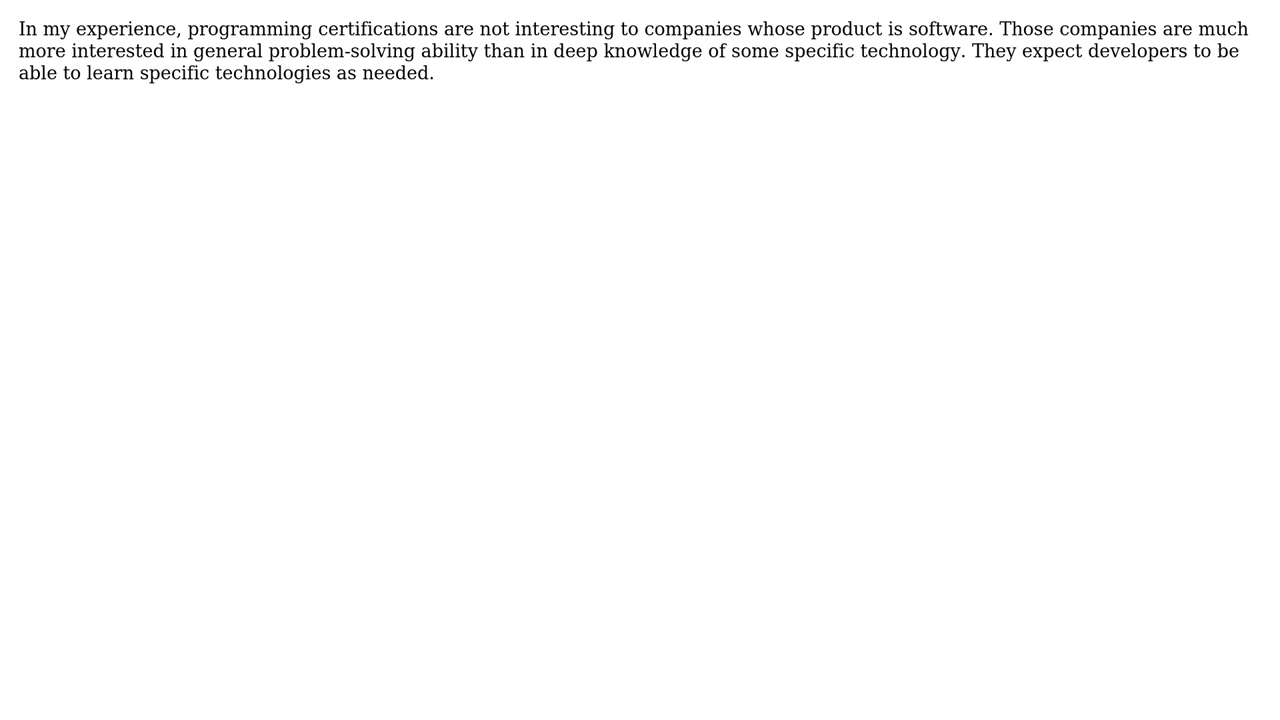 In my experience, programming certifications are not interesting to companies whose product is software. Those companies are much
more interested in general problem-solving ability than in deep knowledge of some specific technology. They expect developers to be
able to learn specific technologies as needed.